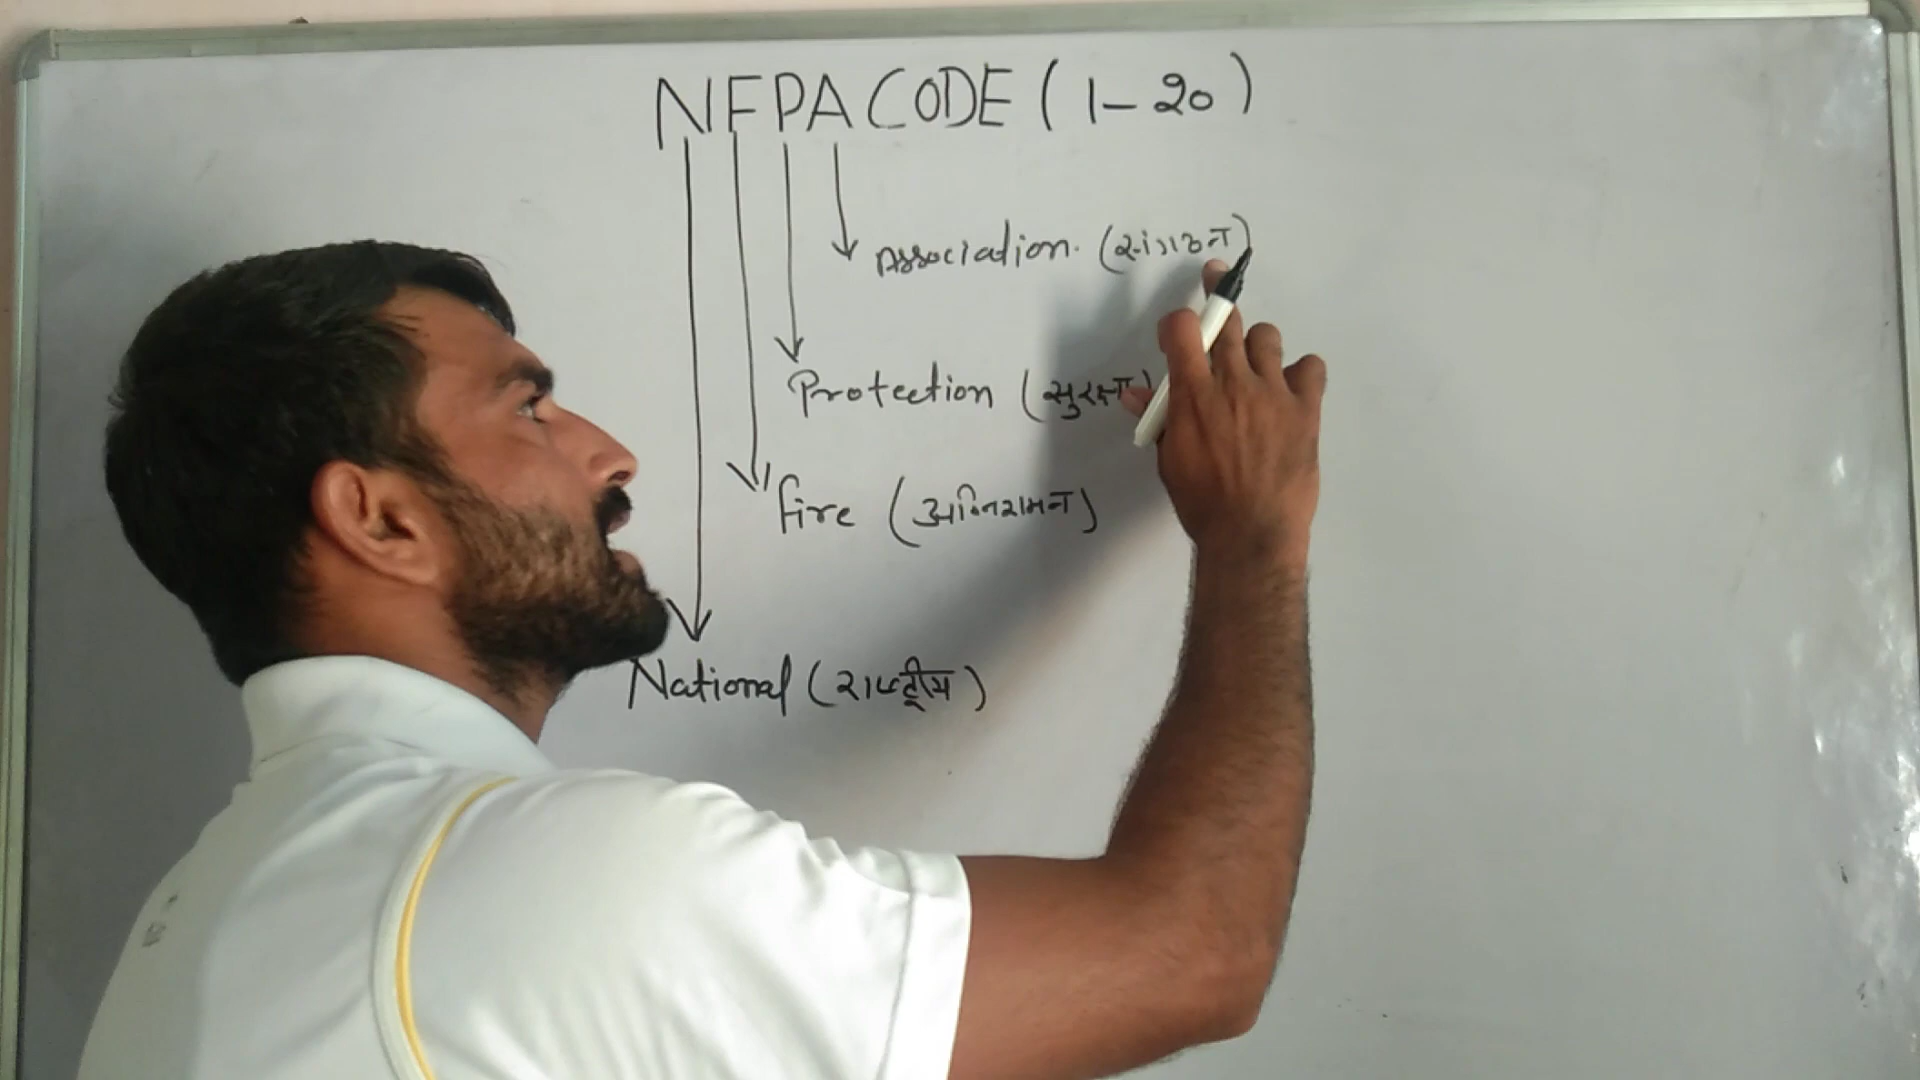 NFPA CODE (1-20)
Association. (संगठन)
Protection (सुरक्षा)
fire (अग्निशमन)
National (राष्ट्रीय)